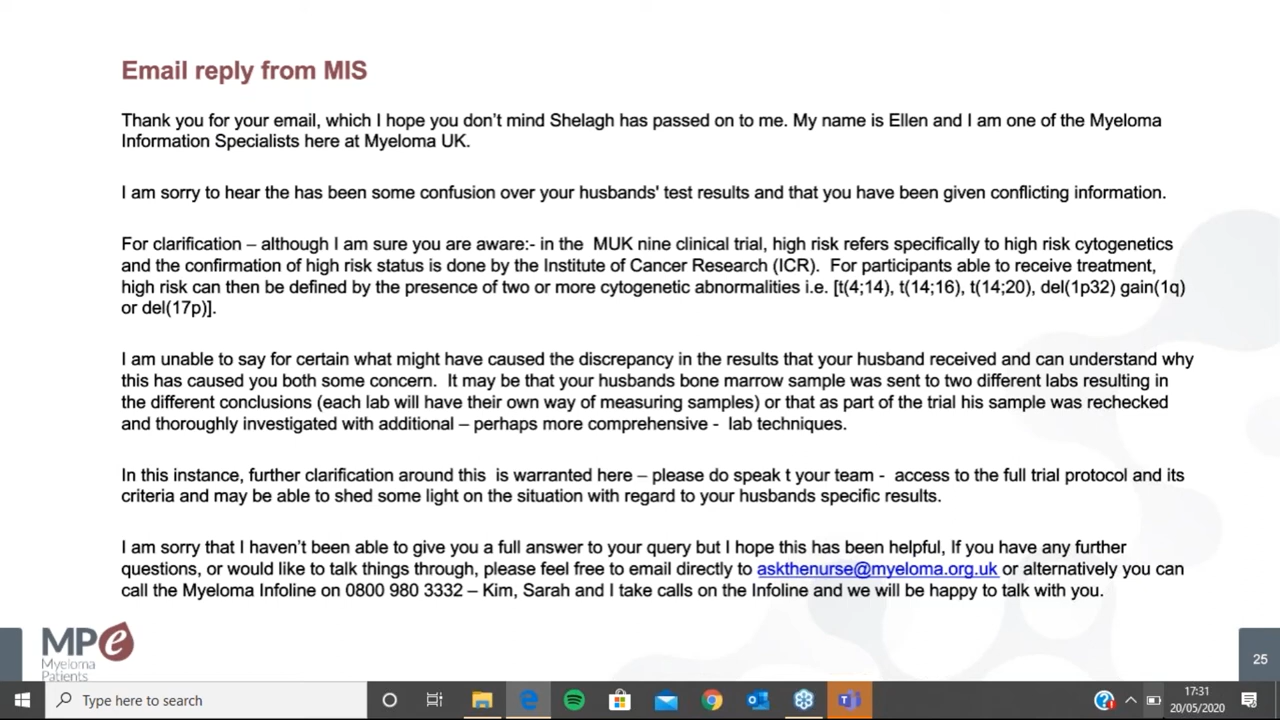 Email reply from MIS
Thank you for your email, which I hope you don't mind Shelagh has passed on to me. My name is Ellen and I am one of the Myeloma
Information Specialists here at Myeloma UK.
I am sorry to hear the has been some confusion over your husbands' test results and that you have been given conflicting information.
For clarification – although I am sure you are aware:- in the  MUK nine clinical trial, high risk refers specifically to high risk cytogenetics
and the confirmation of high risk status is done by the Institute of Cancer Research (ICR).  For participants able to receive treatment,
high risk can then be defined by the presence of two or more cytogenetic abnormalities i.e. [t(4;14), t(14;16), t(14;20), del(1p32) gain(1q)
or del(17p)].
I am unable to say for certain what might have caused the discrepancy in the results that your husband received and can understand why
this has caused you both some concern.  It may be that your husbands bone marrow sample was sent to two different labs resulting in
the different conclusions (each lab will have their own way of measuring samples) or that as part of the trial his sample was rechecked
and thoroughly investigated with additional – perhaps more comprehensive -  lab techniques.
In this instance, further clarification around this  is warranted here – please do speak t your team -  access to the full trial protocol and its
criteria and may be able to shed some light on the situation with regard to your husbands specific results.
I am sorry that I haven't been able to give you a full answer to your query but I hope this has been helpful, If you have any further
questions, or would like to talk things through, please feel free to email directly to askthenurse@myeloma.org.uk or alternatively you can
call the Myeloma Infoline on 0800 980 3332 – Kim, Sarah and I take calls on the Infoline and we will be happy to talk with you.
MPe
Myeloma
Patients
25
Type here to search
17:31
20/05/2020